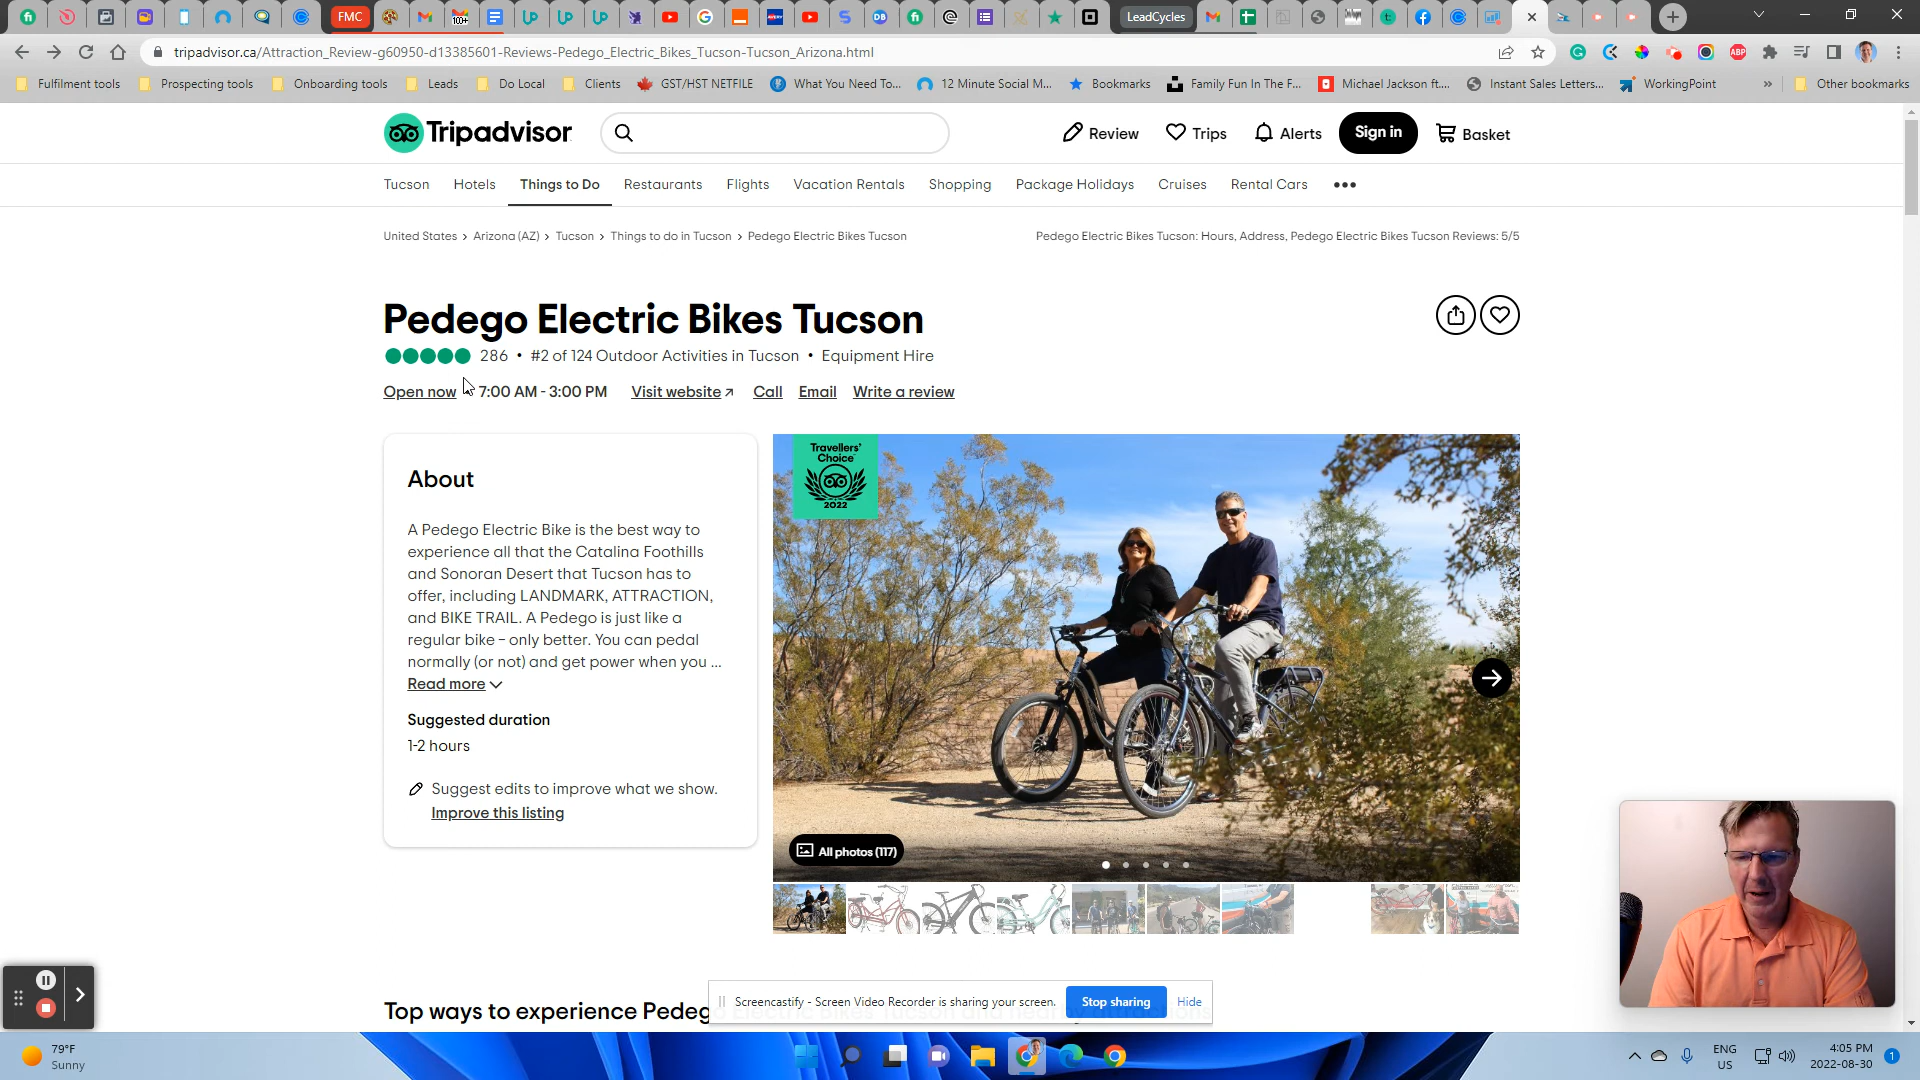 FMC
100+
LeadCycles
tripadvisor.ca/Attraction_Review-g60950-d13385601-Reviews-Pedego_Electric_Bikes_Tucson-Tucson_Arizona.html
ABP
Fulfilment tools
Prospecting tools
Onboarding tools
Leads
Do Local
Clients
GST/HST NETFILE
What You Need To...
12 Minute Social M...
Bookmarks
Family Fun In The F...
Michael Jackson ft....
Instant Sales Letters...
WorkingPoint
»
Other bookmarks
Tripadvisor
Review
Trips
Alerts
Sign in
Basket
Tucson
Hotels
Things to Do
Restaurants
Flights
Vacation Rentals
Shopping
Package Holidays
Cruises
Rental Cars
United States > Arizona (AZ) > Tucson > Things to do in Tucson > Pedego Electric Bikes Tucson
Pedego Electric Bikes Tucson: Hours, Address, Pedego Electric Bikes Tucson Reviews: 5/5
Pedego Electric Bikes Tucson
286 • #2 of 124 Outdoor Activities in Tucson • Equipment Hire
Open now
7:00 AM - 3:00 PM
Visit website
Call
Email
Write a review
About
A Pedego Electric Bike is the best way to
experience all that the Catalina Foothills
and Sonoran Desert that Tucson has to
offer, including LANDMARK, ATTRACTION,
and BIKE TRAIL. A Pedego is just like a
regular bike – only better. You can pedal
normally (or not) and get power when you ...
Read more
Suggested duration
1-2 hours
Suggest edits to improve what we show.
Improve this listing
Travellers'
Choice
2022
All photos (117)
Top ways to experience Pedeg
Screencastify - Screen Video Recorder is sharing your screen.
Stop sharing
Hide
79°F
Sunny
ENG
US
4:05 PM
2022-08-30
1